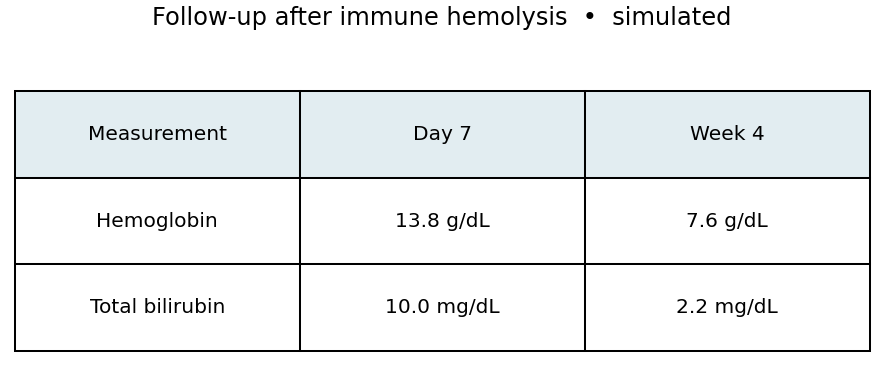 Follow-up after immune hemolysis • simulated
Measurement Day 7 Week 4
Hemoglobin 13.8 g/dL 7.6 g/dL
Total bilirubin 10.0 mg/dL 2.2 mg/dL